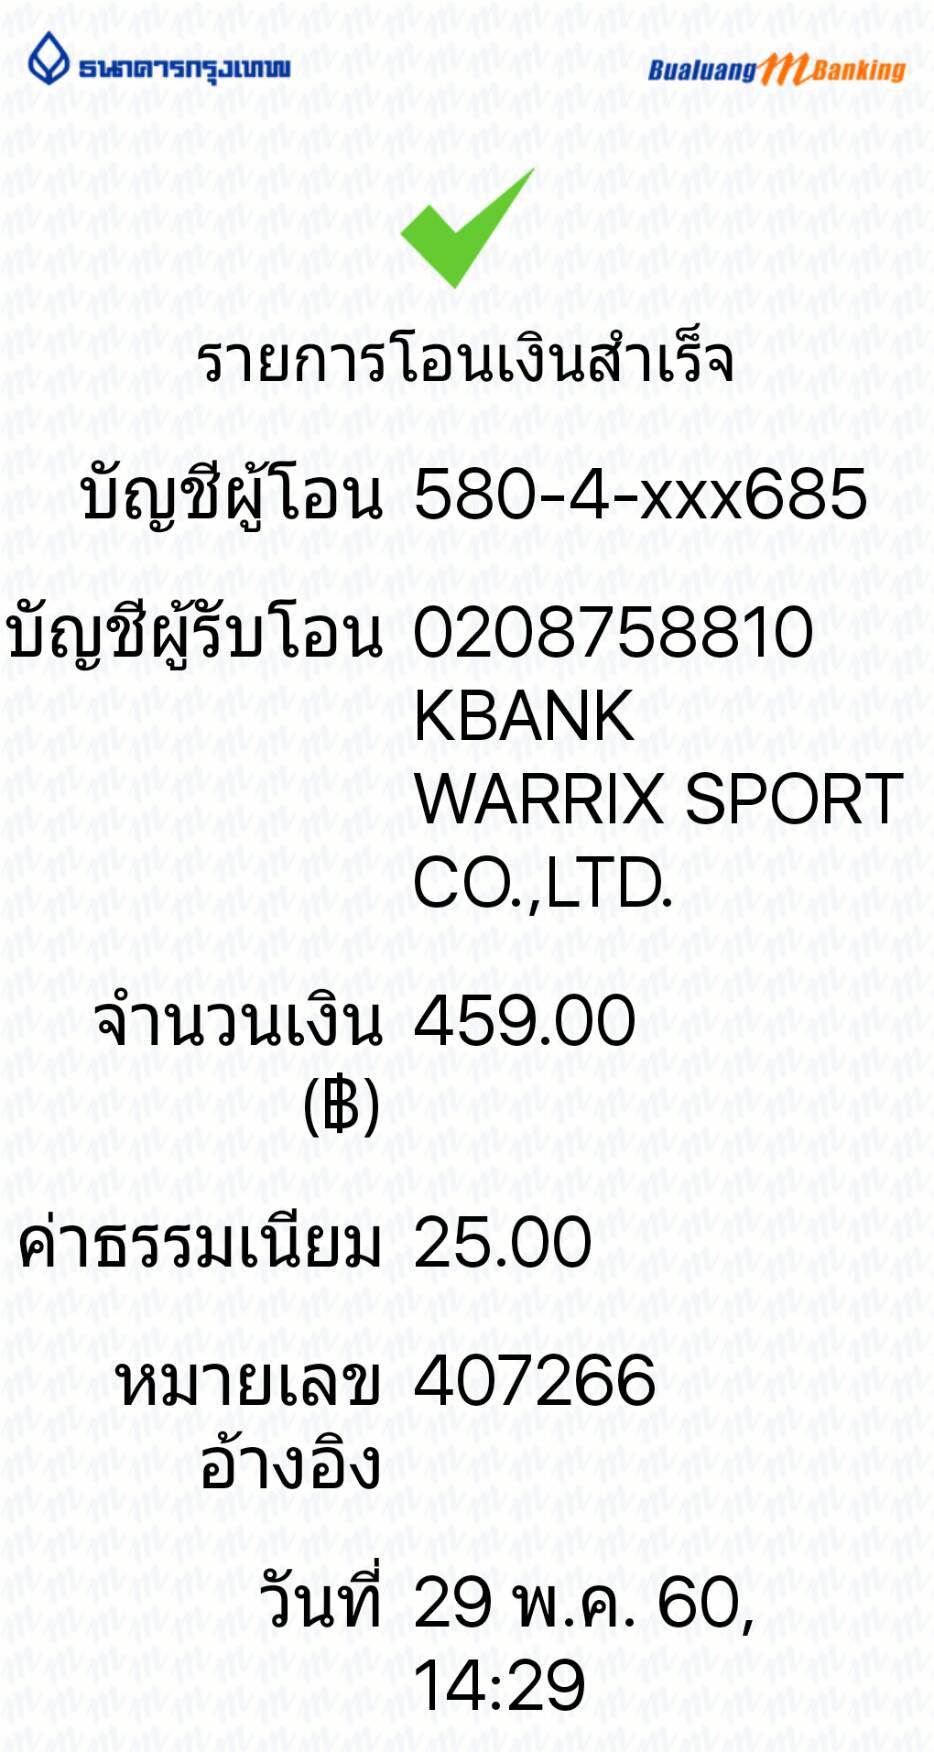 ธนาคารกรุงเทพ
Bualuang m Banking
รายการโอนเงินสำเร็จ
บัญชีผู้โอน 580-4-xxx685
บัญชีผู้รับโอน 0208758810
KBANK
WARRIX SPORT
CO.,LTD.
จำนวนเงิน 459.00
(฿)
ค่าธรรมเนียม 25.00
หมายเลข 407266
อ้างอิง
วันที่ 29 พ.ค. 60,
14:29